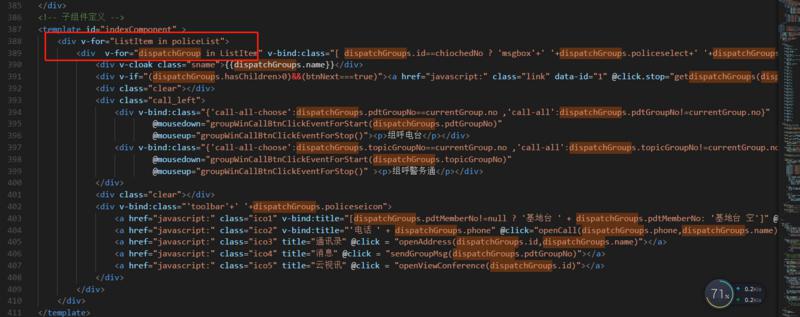 385 </div>
386 <!-- 子组件定义 -->
387 <template id="indexComponent" >
388 <div v-for="ListItem in policeList">
389 <div v-for="dispatchGroups in ListItem" v-bind:class="[ dispatchGroups.id==chiochedNo ? 'msgbox'+' '+dispatchGroups.policeselect+' '+dispatchGroups
390 <div v-cloak class="sname">{{dispatchGroups.name}}</div>
391 <div v-if="(dispatchGroups.hasChildren>0)&&(btnNext===true)"><a href="javascript:" class="link" data-id="1" @click.stop="getdispatchGroups(disp
392 <div class="clear"></div>
393 <div class="call_left">
394 <div v-bind:class="{'call-all-choose':dispatchGroups.pdtGroupNo==currentGroup.no ,'call-all':dispatchGroups.pdtGroupNo!=currentGroup.no}"
395 @mousedown="groupWinCallBtnClickEventForStart(dispatchGroups.pdtGroupNo)"
396 @mouseup="groupWinCallBtnClickEventForStop()"><p>组呼电台</p></div>
397 <div v-bind:class="{'call-all-choose':dispatchGroups.topicGroupNo==currentGroup.no ,'call-all':dispatchGroups.topicGroupNo!=currentGroup.no
398 @mousedown="groupWinCallBtnClickEventForStart(dispatchGroups.topicGroupNo)"
399 @mouseup="groupWinCallBtnClickEventForStop()" ><p>组呼警务通</p></div>
400 </div>
401 <div class="clear"></div>
402 <div v-bind:class="'toolbar'+' '+dispatchGroups.policeseicon">
403 <a href="javascript:" class="ico1" v-bind:title="[dispatchGroups.pdtMemberNo!=null ? '基地台 ' + dispatchGroups.pdtMemberNo: '基地台 空']" @
404 <a href="javascript:" class="ico2" v-bind:title="'电话 ' + dispatchGroups.phone" @click="openCall(dispatchGroups.phone,dispatchGroups.name)
405 <a href="javascript:" class="ico3" title="通讯录" @click = "openAddress(dispatchGroups.id,dispatchGroups.name)"></a>
406 <a href="javascript:" class="ico4" title="消息" @click = "sendGroupMsg(dispatchGroups.pdtGroupNo)"></a>
407 <a href="javascript:" class="ico5" title="云视讯" @click = "openViewConference(dispatchGroups.id)"></a>
408 </div>
409 </div>
410 </div>
411 </template>
71%
0.2K/s
0.2K/s